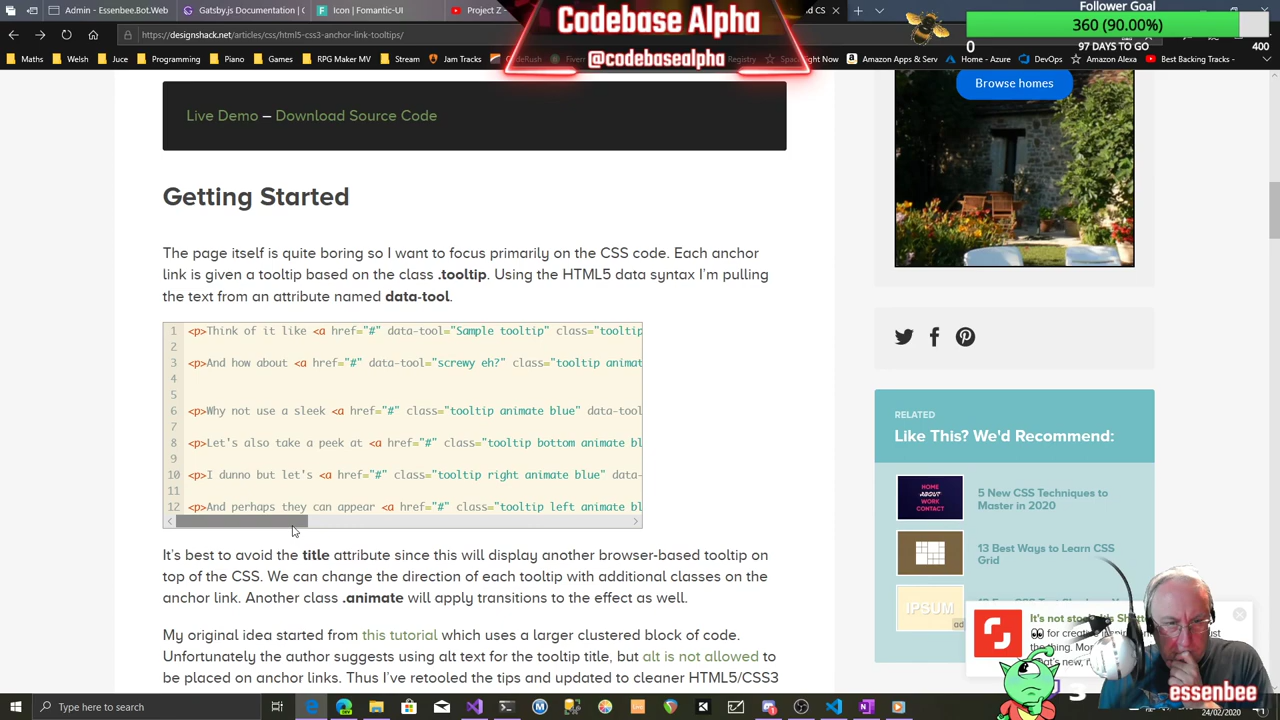 Admin - Essenbee.Bot.Web
Gatsby.js Documentation
Icon | Fomantic-UI
Project Z
Codebase Alpha
@codebasealpha
Follower Goal
360 (90.00%)
0
97 DAYS TO GO
400
https://designshack.net/articles/css/html5-css3-anchor-link-tooltips/
Maths
Welsh
Juce
Programming
Piano
Games
RPG Maker MV
Stream
Jam Tracks
Amazon Apps & Serv
Home - Azure
DevOps
Amazon Alexa
Best Backing Tracks -
Live Demo – Download Source Code
Browse homes
Getting Started
The page itself is quite boring so I want to focus primarily on the CSS code. Each anchor
link is given a tooltip based on the class .tooltip. Using the HTML5 data syntax I'm pulling
the text from an attribute named data-tool.
1 <p>Think of it like <a href="#" data-tool="Sample tooltip" class="tooltip
2
3 <p>And how about <a href="#" data-tool="screwy eh?" class="tooltip animat
4
5
6 <p>Why not use a sleek <a href="#" class="tooltip animate blue" data-tool
7
8 <p>Let's also take a peek at <a href="#" class="tooltip bottom animate bl
9
10 <p>I dunno but let's <a href="#" class="tooltip right animate blue" data-
11
12 <p>And perhaps they can appear <a href="#" class="tooltip left animate bl
It's best to avoid the title attribute since this will display another browser-based tooltip on
top of the CSS. We can change the direction of each tooltip with additional classes on the
anchor link. Another class .animate will apply transitions to the effect as well.
My original idea started from this tutorial which uses a larger clustered block of code.
Unfortunately the author suggests using alt text for the tooltip title, but alt is not allowed to
be placed on anchor links. Thus I've retooled the tips and updated to cleaner HTML5/CSS3
RELATED
Like This? We'd Recommend:
HOME
ABOUT
WORK
CONTACT
5 New CSS Techniques to
Master in 2020
13 Best Ways to Learn CSS
Grid
IPSUM
ad
It's not stock.
for creative
essenbee
Type here to search
24/02/2020